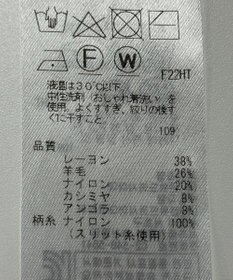 F
W
F22HT
液温は30℃以下、
中性洗剤(おしゃれ着洗い)を
使用、よくすすぎ、絞りの後す
ぐに干すこと。
109
品質
レーヨン 38%
羊毛 26%
ナイロン 20%
カシミヤ 8%
アンゴラ 8%
柄糸 ナイロン 100%
(スリット糸使用)